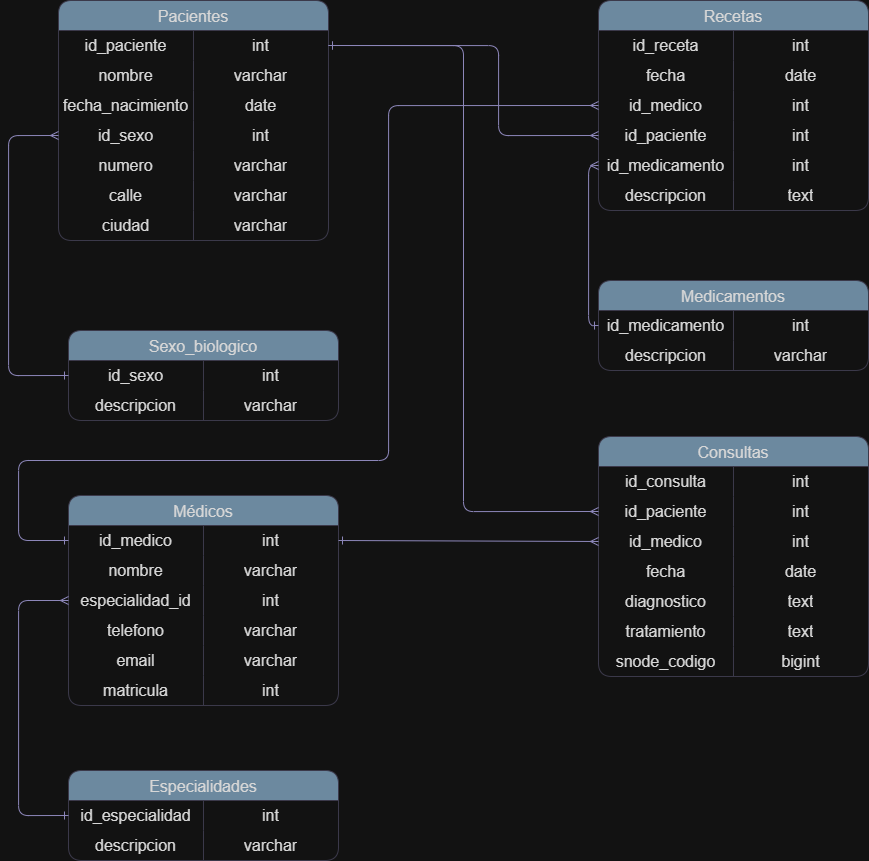 Pacientes
id_paciente int
nombre varchar
fecha_nacimiento date
id_sexo int
numero varchar
calle varchar
ciudad varchar
Sexo_biologico
id_sexo int
descripcion varchar
Médicos
id_medico int
nombre varchar
especialidad_id int
telefono varchar
email varchar
matricula int
Especialidades
id_especialidad int
descripcion varchar
Recetas
id_receta int
fecha date
id_medico int
id_paciente int
id_medicamento int
descripcion text
Medicamentos
id_medicamento int
descripcion varchar
Consultas
id_consulta int
id_paciente int
id_medico int
fecha date
diagnostico text
tratamiento text
snode_codigo bigint